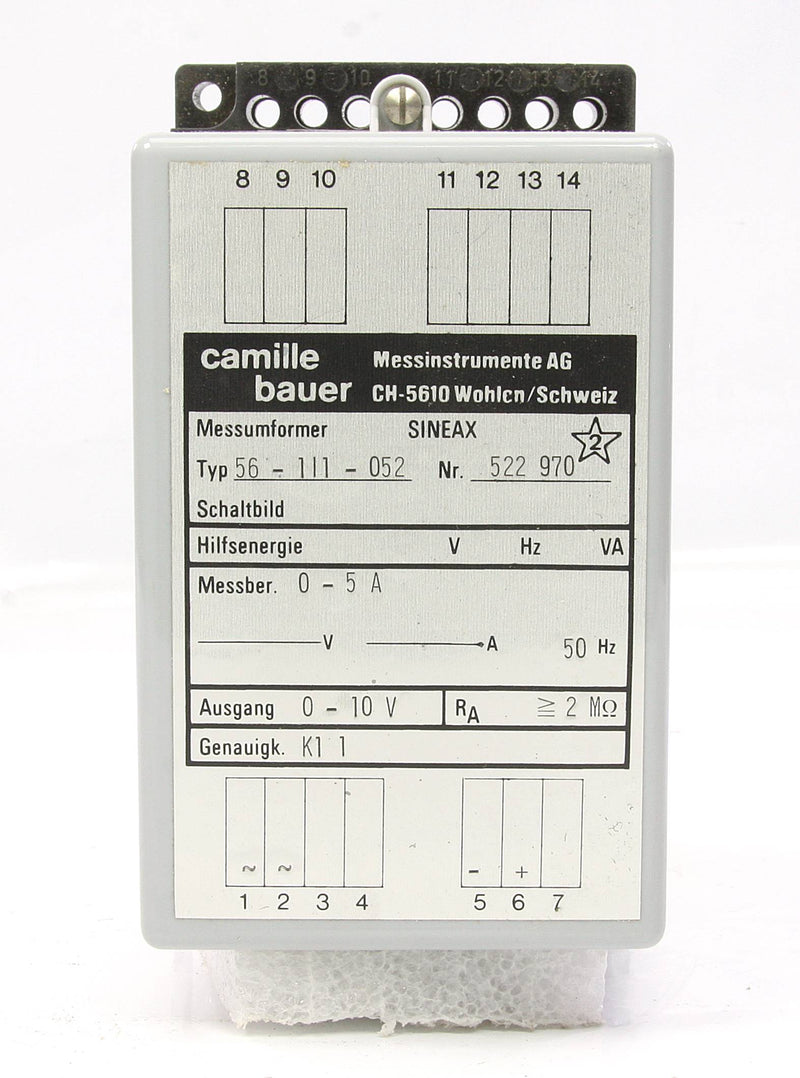 8 9 10 11 12 13 14
8 9 10 11 12 13 14
camille bauer
Messinstrumente AG
CH-5610 Wohlen/Schweiz
Messumformer SINEAX 2
Typ 56 - 111 - 052 Nr. 522 970
Schaltbild
Hilfsenergie V Hz VA
Messber. 0 - 5 A
V A 50 Hz
Ausgang 0 - 10 V RA ≧ 2 MΩ
Genauigk. Kl 1
~ ~ - +
1 2 3 4 5 6 7